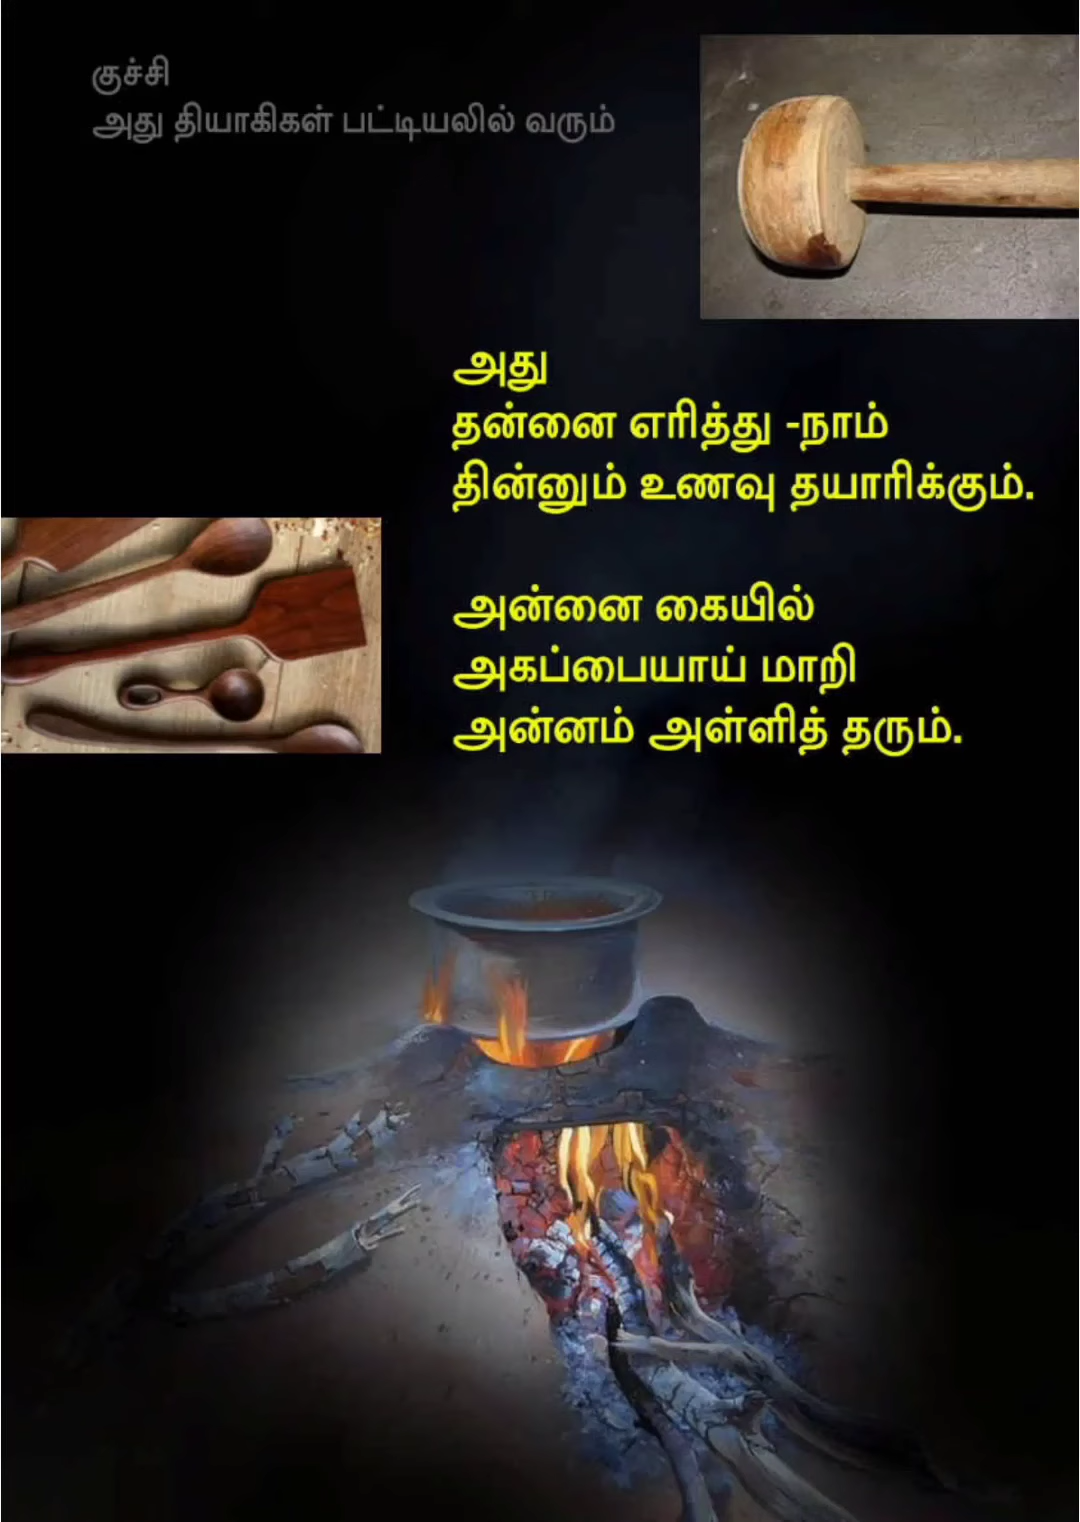 குச்சி
அது தியாகிகள் பட்டியலில் வரும்
அது
தன்னை எரித்து -நாம்
தின்னும் உணவு தயாரிக்கும்.
அன்னை கையில்
அகப்பையாய் மாறி
அன்னம் அள்ளித் தரும்.